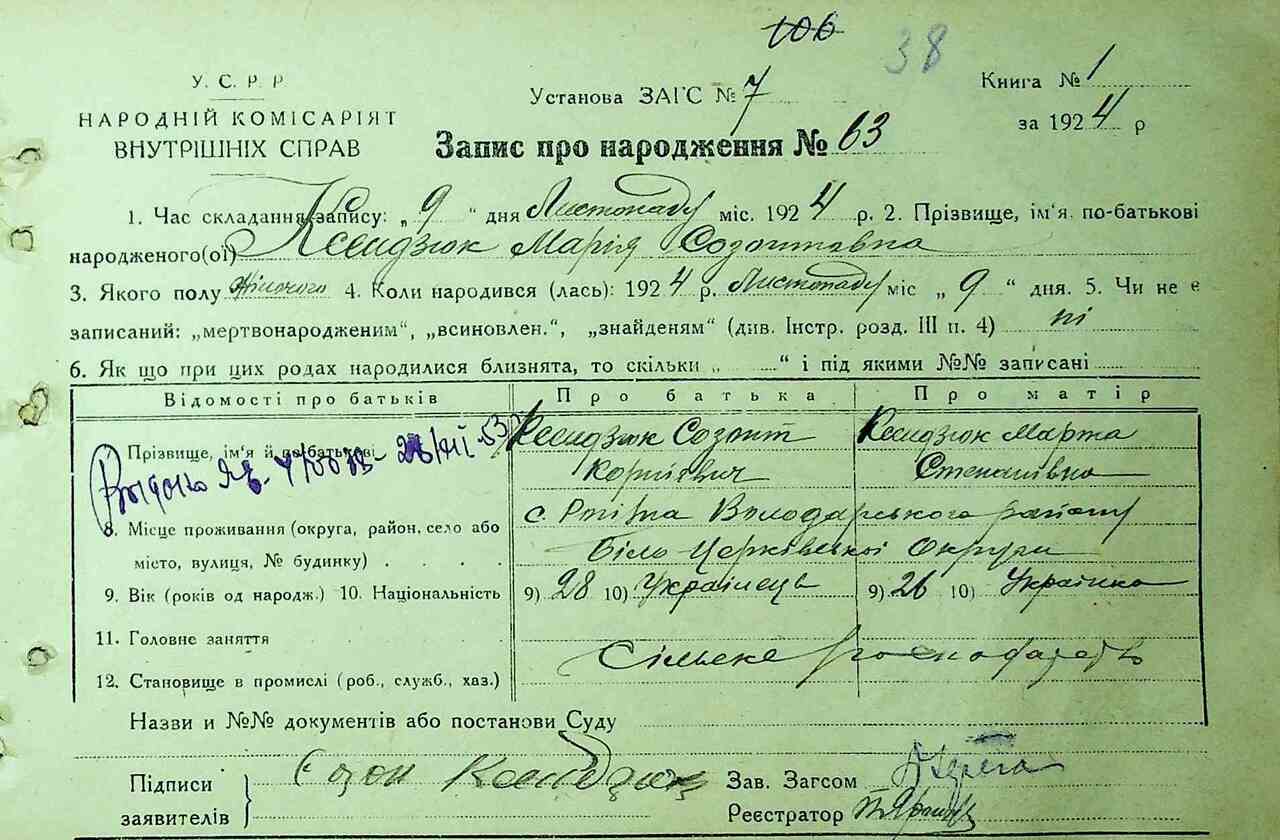 106 38
У. С. Р. Р
НАРОДНІЙ КОМІСАРІЯТ
ВНУТРІШНІХ СПРАВ
Установа ЗАГС № 7
Книга № 1
за 1924 р
Запис про народження № 63
1. Час складання запису: „ 9 “ дня Листопаду міс. 1924 р. 2. Прізвище, ім'я по-батькові
народженого(ої) Ксендзюк Марія Созонтавна
3. Якого полу жіночого 4. Коли народився (лась): 1924 р. Листопаду міс „ 9 “ дня. 5. Чи не є
записаний: „мертвонародженим“, „всиновлен.“, „знайденям“ (див. Інстр. розд. III п. 4) ні
6. Як що при цих родах народилися близнята, то скільки „ “ і під якими №№ записані
Відомості про батьків Про батька Про матір
Прізвище, ім'я й по-батькові Ксендзюк Созонт Ксендзюк Марта
Корнієвич Степанівна
8. Місце проживання (округа, район, село або с. Володарського району
місто, вулиця, № будинку) Біло-Церківської Округи
9. Вік (років од народж.) 10. Національність 9) 28 10) Українець 9) 26 10) Українка
11. Головне заняття Сільське господарство
12. Становище в промислі (роб., служб., хаз.)
Назви и №№ документів або постанови Суду
Підписи
заявителів
Созон Ксендзюк
Зав. Загсом
Реєстратор